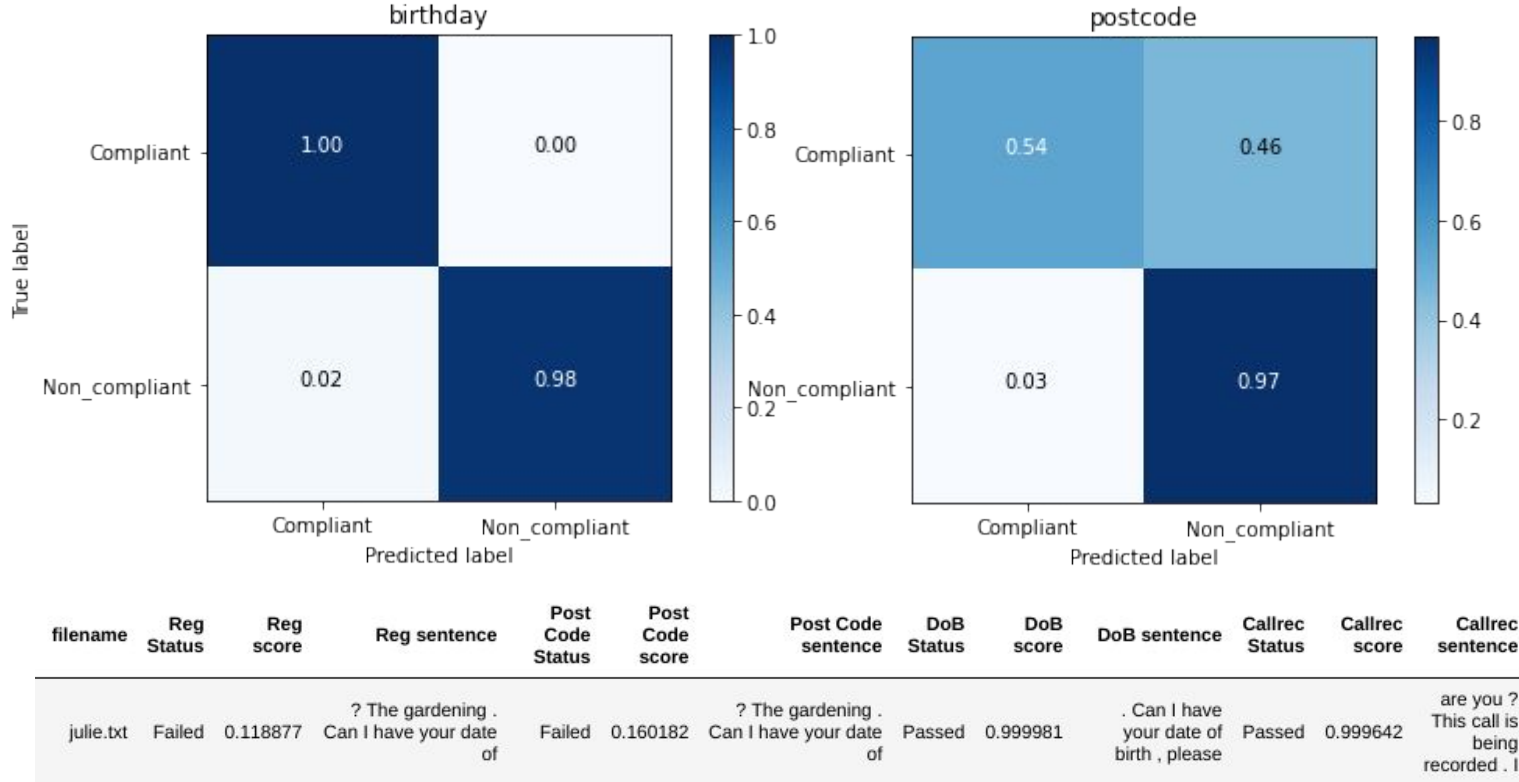 birthday
postcode
1.0
0.8
0.6
0.4
0.2
0.0
0.8
0.6
0.4
0.2
True label
Compliant
1.00
0.00
Non_compliant
0.02
0.98
Compliant
Non_compliant
Predicted label
Compliant
0.54
0.46
Non_compliant
0.03
0.97
Compliant
Non_compliant
Predicted label
filename
Reg
Status
Reg
score
Reg sentence
Post
Code
Status
Post
Code
score
Post Code
sentence
DoB
Status
DoB
score
DoB sentence
Callrec
Status
Callrec
score
Callrec
sentence
julie.txt
Failed
0.118877
? The gardening .
Can I have your date
of
Failed
0.160182
? The gardening .
Can I have your date
of
Passed
0.999981
. Can I have
your date of
birth , please
Passed
0.999642
are you ?
This call is
being
recorded . I